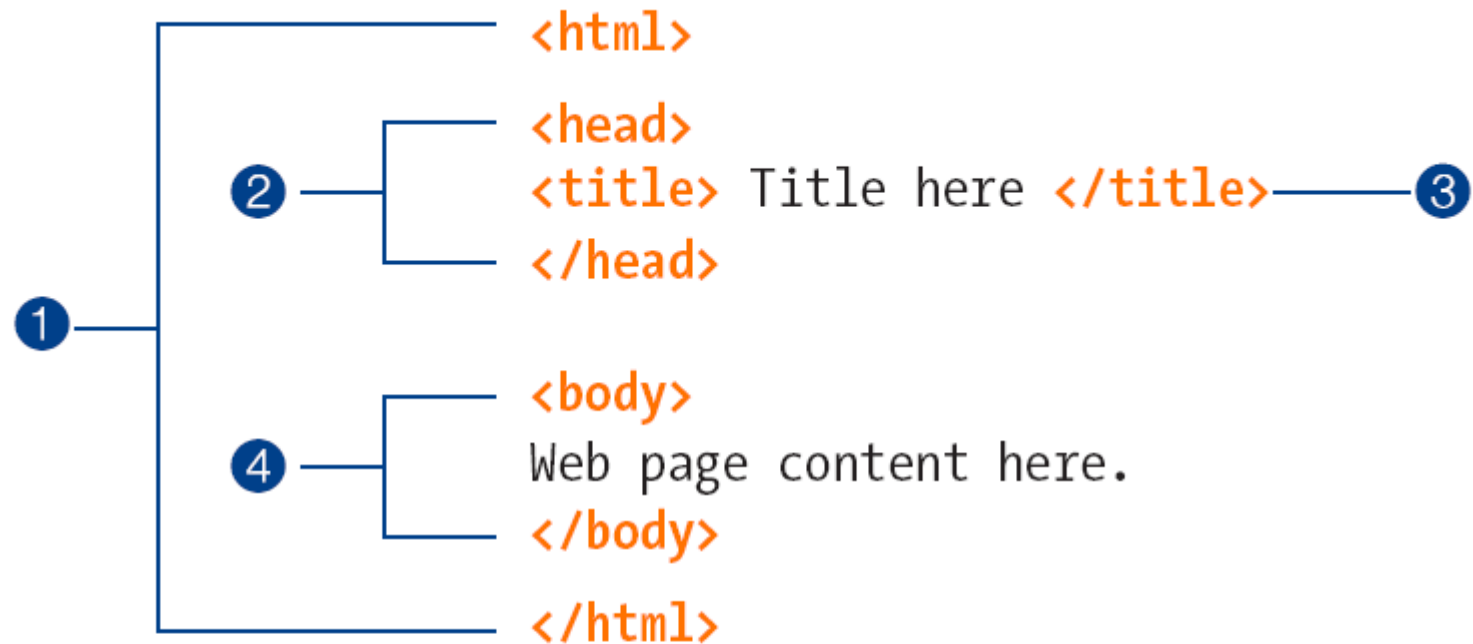 <html>
<head>
2 <title> Title here </title> 3
</head>
1
<body>
4 Web page content here.
</body>
</html>